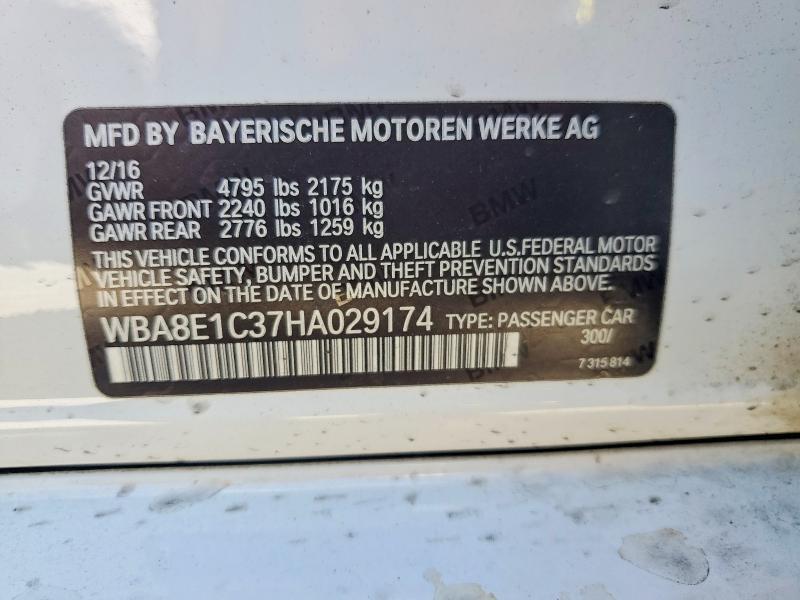 MFD BY BAYERISCHE MOTOREN WERKE AG
12/16
GVWR 4795 lbs 2175 kg
GAWR FRONT 2240 lbs 1016 kg
GAWR REAR 2776 lbs 1259 kg
THIS VEHICLE CONFORMS TO ALL APPLICABLE U.S.FEDERAL MOTOR
VEHICLE SAFETY, BUMPER AND THEFT PREVENTION STANDARDS
IN EFFECT ON THE DATE OF MANUFACTURE SHOWN ABOVE.
WBA8E1C37HA029174 TYPE: PASSENGER CAR
300/
7 315 814